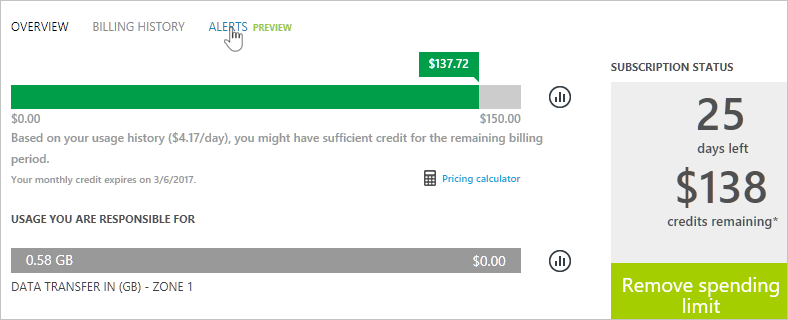 OVERVIEW BILLING HISTORY ALERTS PREVIEW
$137.72
$0.00 $150.00
Based on your usage history ($4.17/day), you might have sufficient credit for the remaining billing
period.
Your monthly credit expires on 3/6/2017. Pricing calculator
USAGE YOU ARE RESPONSIBLE FOR
0.58 GB $0.00
DATA TRANSFER IN (GB) - ZONE 1
SUBSCRIPTION STATUS
25
days left
$138
credits remaining*
Remove spending
limit